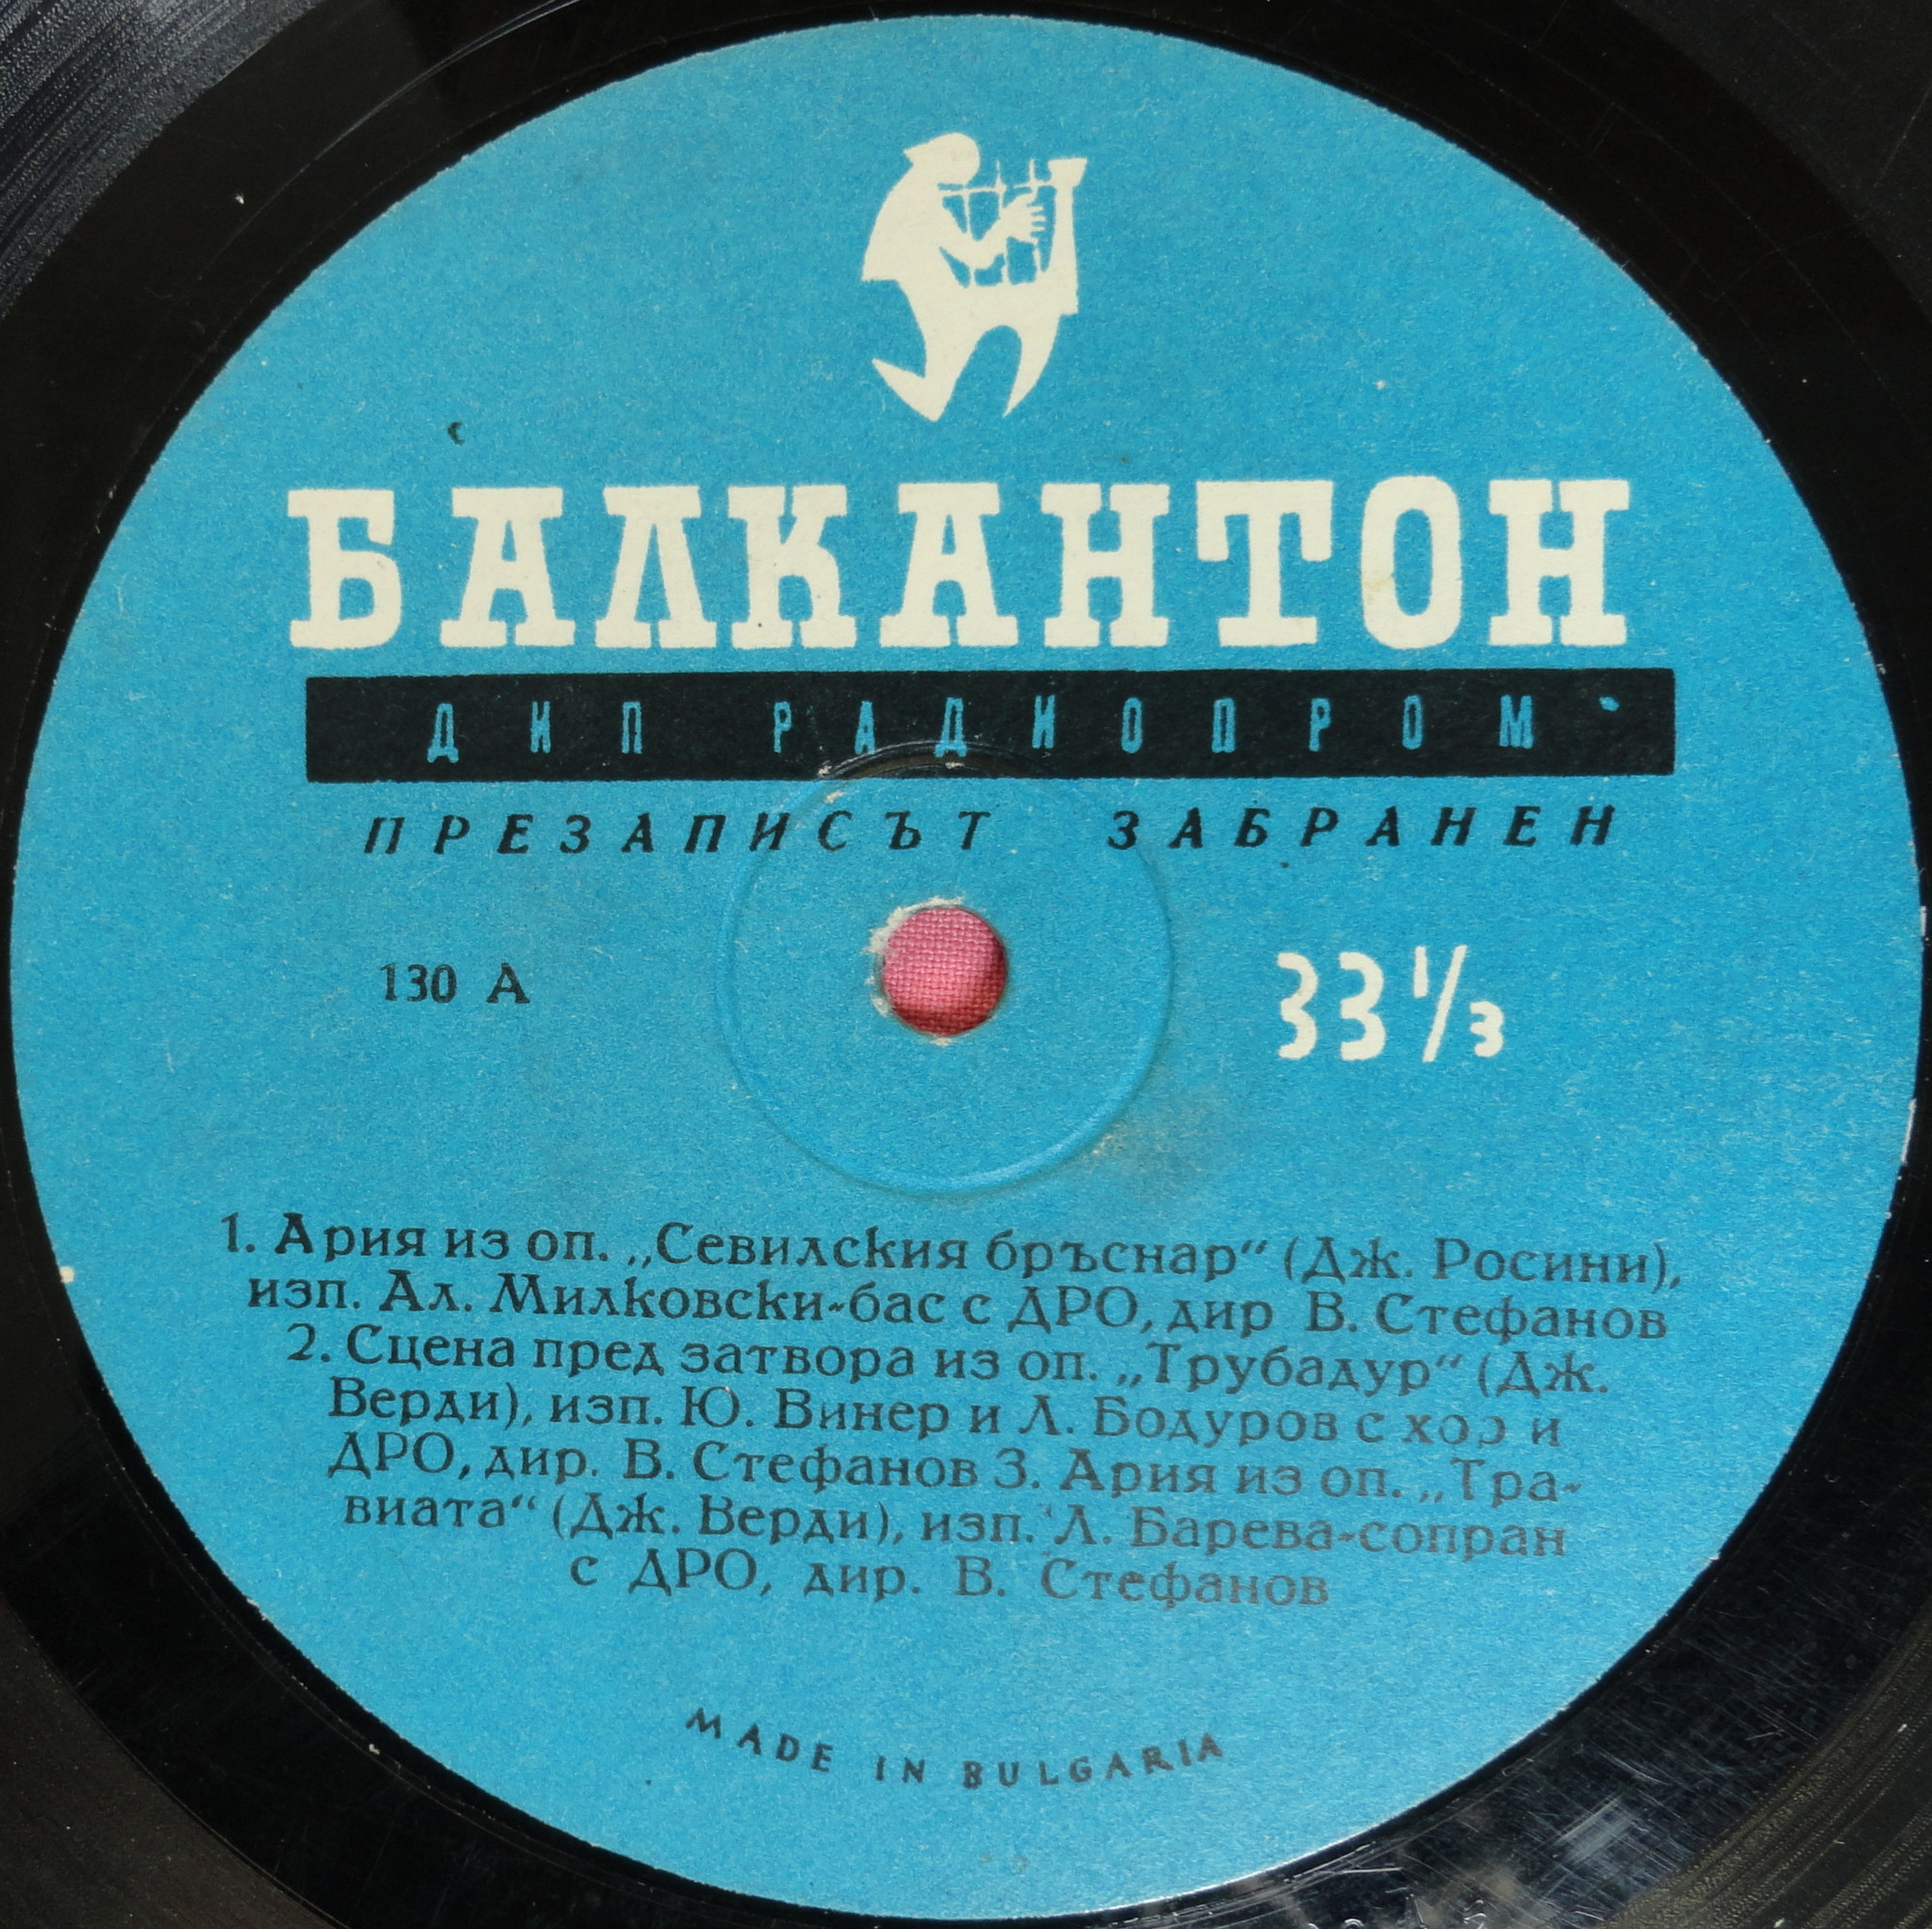 БАЛКАНТОН
ДИП РАДИОПРОМ
ПРЕЗАПИСЪТ ЗАБРАНЕН
130 А
33 1/3
1. Ария из оп. „Севилския бръснар“ (Дж. Росини),
изп. Ал. Милковски-бас с ДРО, дир В. Стефанов
2. Сцена пред затвора из оп. „Трубадур“ (Дж.
Верди), изп. Ю. Винер и Л. Бодуров с хор и
ДРО, дир. В. Стефанов 3. Ария из оп. „Тра-
виата“ (Дж. Верди), изп. Л. Барева-сопран
с ДРО, дир. В. Стефанов
MADE IN BULGARIA